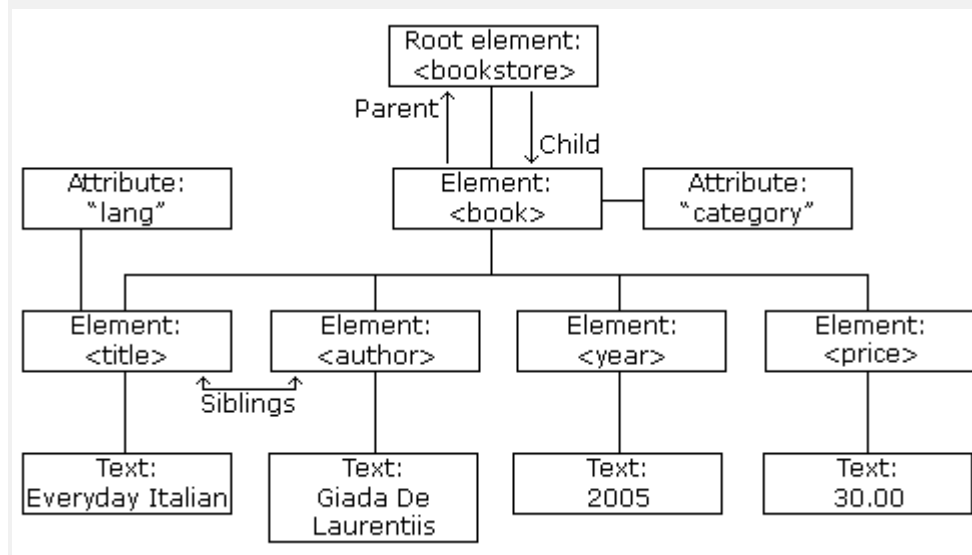 Root element:
<bookstore>
Parent
Child
Attribute:
“lang”
Element:
<book>
Attribute:
“category”
Element:
<title>
Element:
<author>
Element:
<year>
Element:
<price>
Siblings
Text:
Everyday Italian
Text:
Giada De
Laurentiis
Text:
2005
Text:
30.00